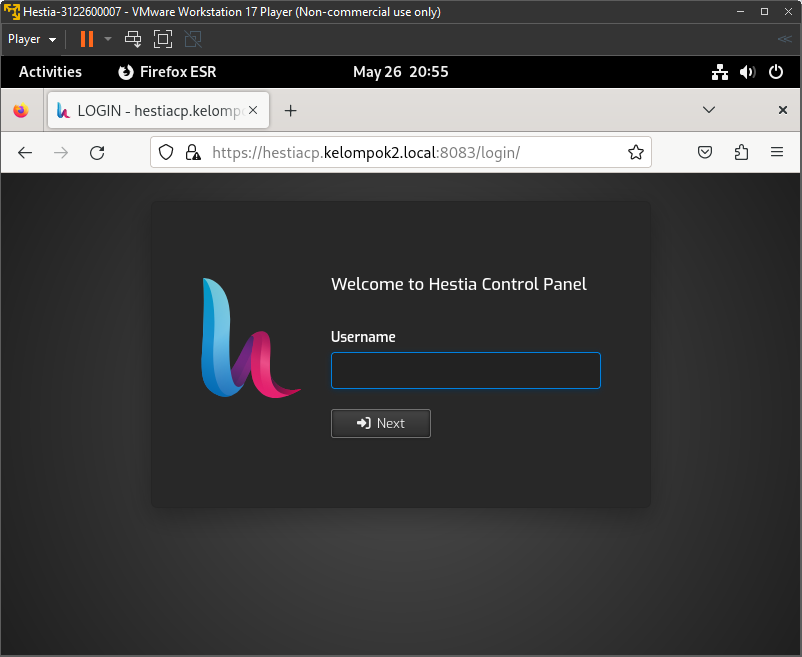 Hestia-3122600007 - VMware Workstation 17 Player (Non-commercial use only)
Player
Activities Firefox ESR May 26 20:55
LOGIN - hestiacp.kelompo
https://hestiacp.kelompok2.local:8083/login/
Welcome to Hestia Control Panel
Username
Next